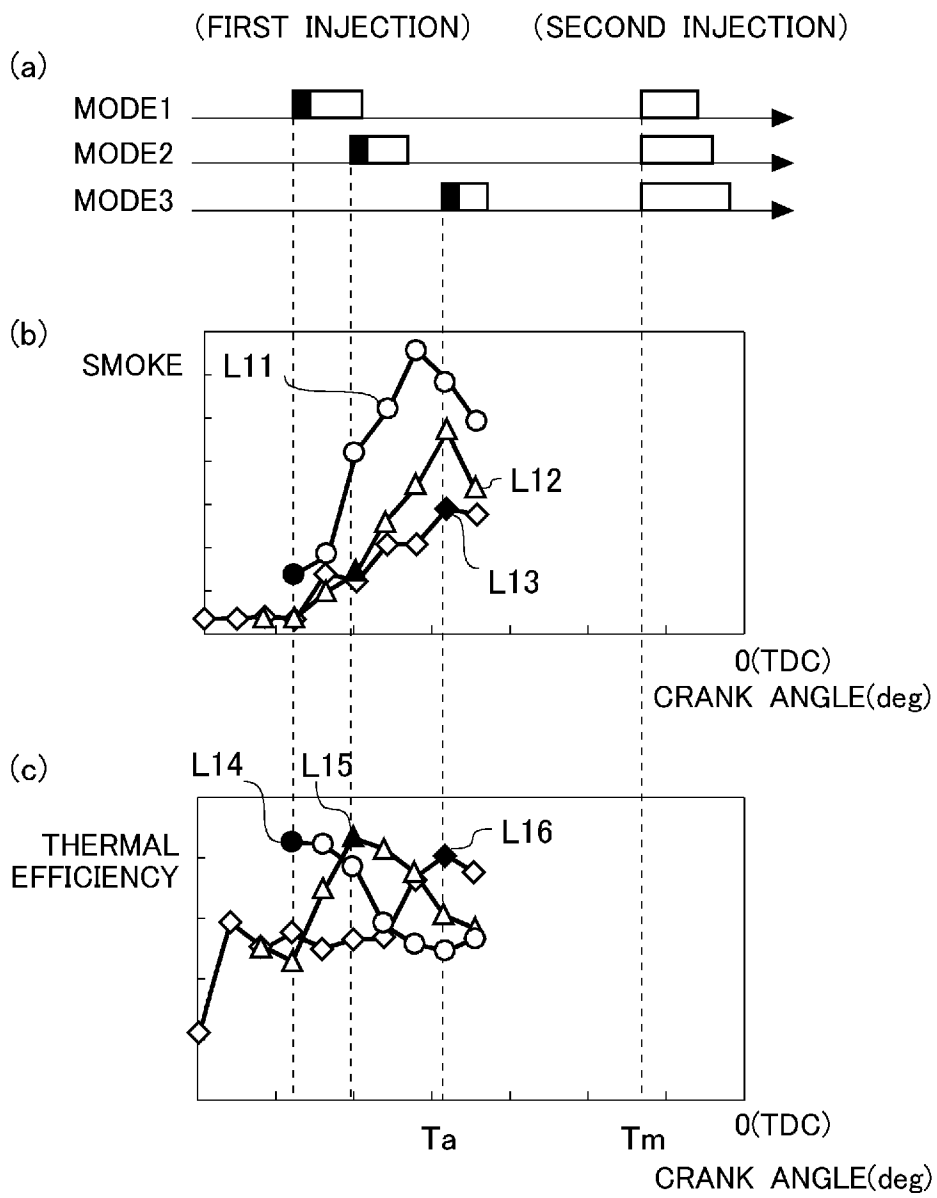 (FIRST INJECTION) (SECOND INJECTION)
(a)
MODE1
MODE2
MODE3
(b)
SMOKE
L11
L12
L13
0(TDC)
CRANK ANGLE(deg)
(c)
L14 L15
L16
THERMAL
EFFICIENCY
Ta Tm 0(TDC)
CRANK ANGLE(deg)